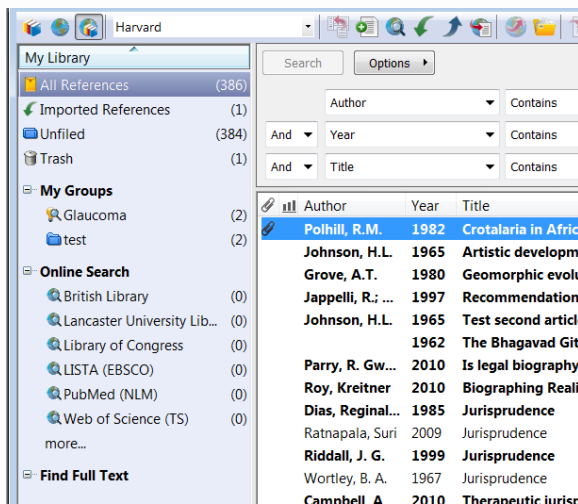 Harvard
My Library
All References (386)
Imported References (1)
Unfiled (384)
Trash (1)
My Groups
Glaucoma (2)
test (2)
Online Search
British Library (0)
Lancaster University Lib... (0)
Library of Congress (0)
LISTA (EBSCO) (0)
PubMed (NLM) (0)
Web of Science (TS) (0)
more...
Find Full Text
Search Options
Author Contains
And Year Contains
And Title Contains
Author Year Title
Polhill, R.M. 1982 Crotalaria in Afric
Johnson, H.L. 1965 Artistic developm
Grove, A.T. 1980 Geomorphic evolu
Jappelli, R.; ... 1997 Recommendation
Johnson, H.L. 1965 Test second articl
1962 The Bhagavad Git
Parry, R. Gw... 2010 Is legal biography
Roy, Kreitner 2010 Biographing Reali
Dias, Reginal... 1985 Jurisprudence
Ratnapala, Suri 2009 Jurisprudence
Riddall, J. G. 1999 Jurisprudence
Wortley, B. A. 1967 Jurisprudence
Campbell, A. 2010 Therapeutic jurisp